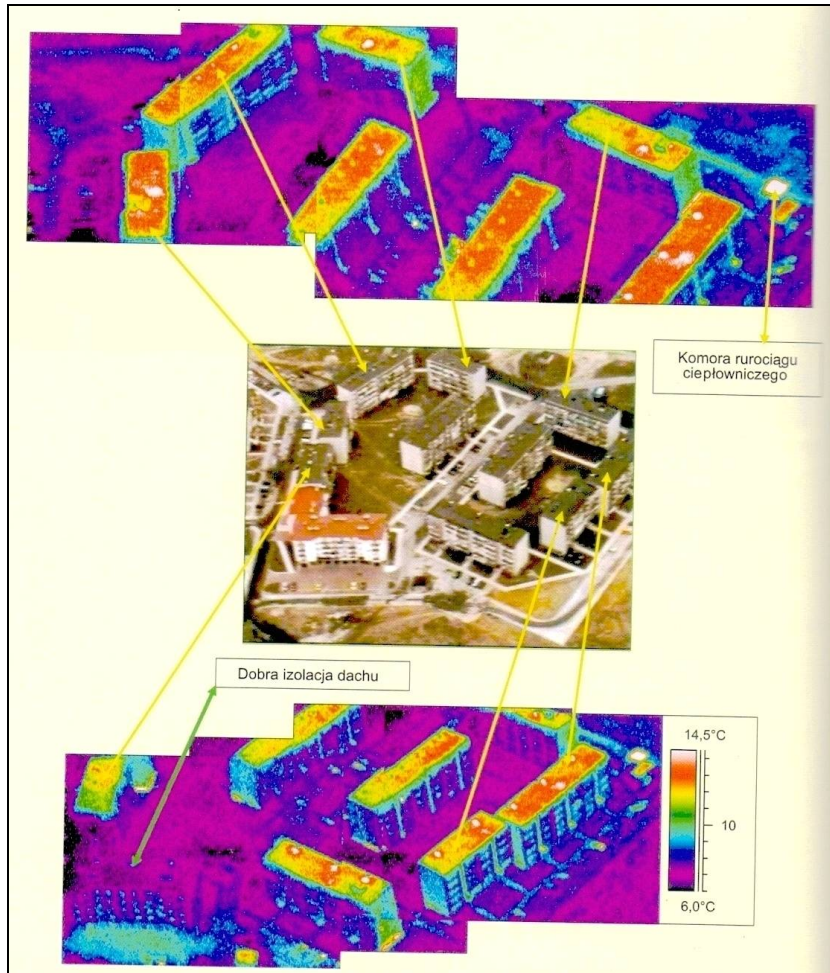 Komora rurociągu
ciepłowniczego
Dobra izolacja dachu
14,5°C
10
6,0°C